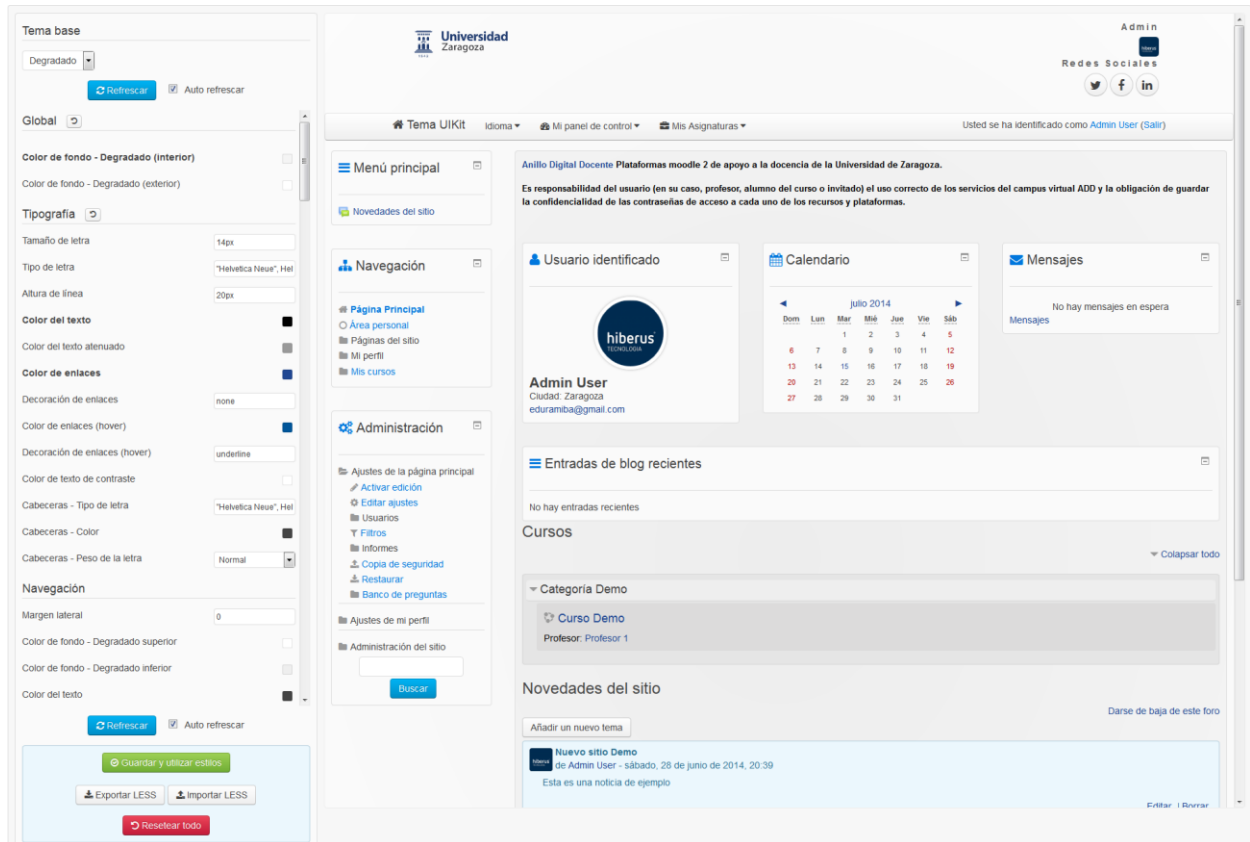 Tema base
Degradado
Refrescar Auto refrescar
Global
Color de fondo - Degradado (interior)
Color de fondo - Degradado (exterior)
Tipografía
Tamaño de letra 14px
Tipo de letra "Helvetica Neue", Hel
Altura de línea 20px
Color del texto
Color del texto atenuado
Color de enlaces
Decoración de enlaces none
Color de enlaces (hover)
Decoración de enlaces (hover) underline
Color de texto de contraste
Cabeceras - Tipo de letra "Helvetica Neue", Hel
Cabeceras - Color
Cabeceras - Peso de la letra Normal
Navegación
Margen lateral 0
Color de fondo - Degradado superior
Color de fondo - Degradado inferior
Color del texto
Refrescar Auto refrescar
Guardar y utilizar estilos
Exportar LESS Importar LESS
Resetear todo
Universidad
Zaragoza
Admin
Redes Sociales
Tema UIKit Idioma Mi panel de control Mis Asignaturas Usted se ha identificado como Admin User (Salir)
Menú principal
Novedades del sitio
Navegación
Página Principal
Área personal
Páginas del sitio
Mi perfil
Mis cursos
Administración
Ajustes de la página principal
Activar edición
Editar ajustes
Usuarios
Filtros
Informes
Copia de seguridad
Restaurar
Banco de preguntas
Ajustes de mi perfil
Administración del sitio
Buscar
Anillo Digital Docente Plataformas moodle 2 de apoyo a la docencia de la Universidad de Zaragoza.
Es responsabilidad del usuario (en su caso, profesor, alumno del curso o invitado) el uso correcto de los servicios del campus virtual ADD y la obligación de guardar
la confidencialidad de las contraseñas de acceso a cada uno de los recursos y plataformas.
Usuario identificado
hiberus
TECNOLOGIA
Admin User
Ciudad: Zaragoza
eduramiba@gmail.com
Calendario
julio 2014
Dom Lun Mar Mié Jue Vie Sáb
1 2 3 4 5
6 7 8 9 10 11 12
13 14 15 16 17 18 19
20 21 22 23 24 25 26
27 28 29 30 31
Mensajes
No hay mensajes en espera
Mensajes
Entradas de blog recientes
No hay entradas recientes
Cursos
Colapsar todo
Categoría Demo
Curso Demo
Profesor: Profesor 1
Novedades del sitio
Darse de baja de este foro
Añadir un nuevo tema
Nuevo sitio Demo
de Admin User - sábado, 28 de junio de 2014, 20:39
Esta es una noticia de ejemplo
Editar | Borrar